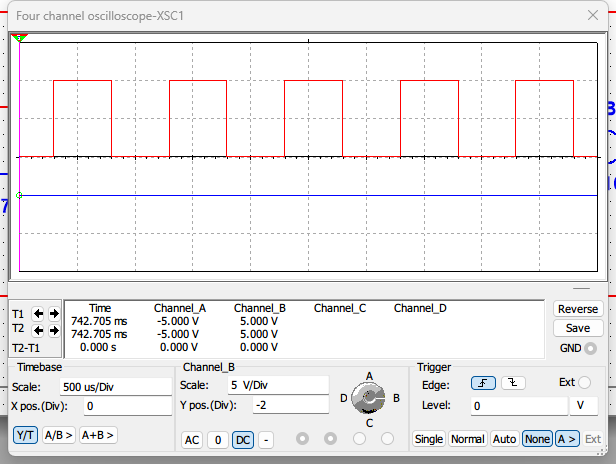 Four channel oscilloscope-XSC1
Time Channel_A Channel_B Channel_C Channel_D
T1 742.705 ms -5.000 V 5.000 V
T2 742.705 ms -5.000 V 5.000 V
T2-T1 0.000 s 0.000 V 0.000 V
Reverse
Save
GND
Timebase
Scale: 500 us/Div
X pos.(Div): 0
Y/T A/B > A+B >
Channel_B
Scale: 5 V/Div
Y pos.(Div): -2
AC 0 DC -
A
D B
C
Trigger
Edge: Ext
Level: 0 V
Single Normal Auto None A > Ext
7